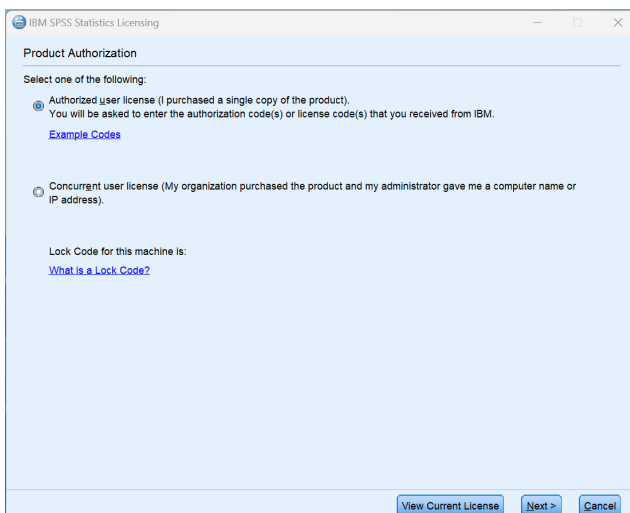 IBM SPSS Statistics Licensing
Product Authorization
Select one of the following:
Authorized user license (I purchased a single copy of the product).
You will be asked to enter the authorization code(s) or license code(s) that you received from IBM.
Example Codes
Concurrent user license (My organization purchased the product and my administrator gave me a computer name or
IP address).
Lock Code for this machine is:
What is a Lock Code?
View Current License
Next >
Cancel